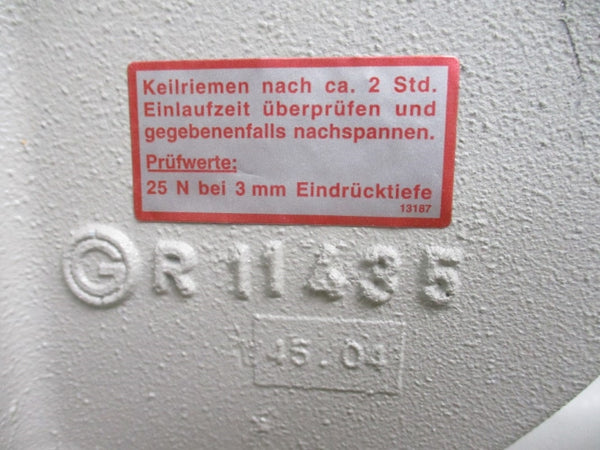 Keilriemen nach ca. 2 Std.
Einlaufzeit überprüfen und
gegebenenfalls nachspannen.
Prüfwerte:
25 N bei 3 mm Eindrücktiefe
13187
G R 11435
45.04